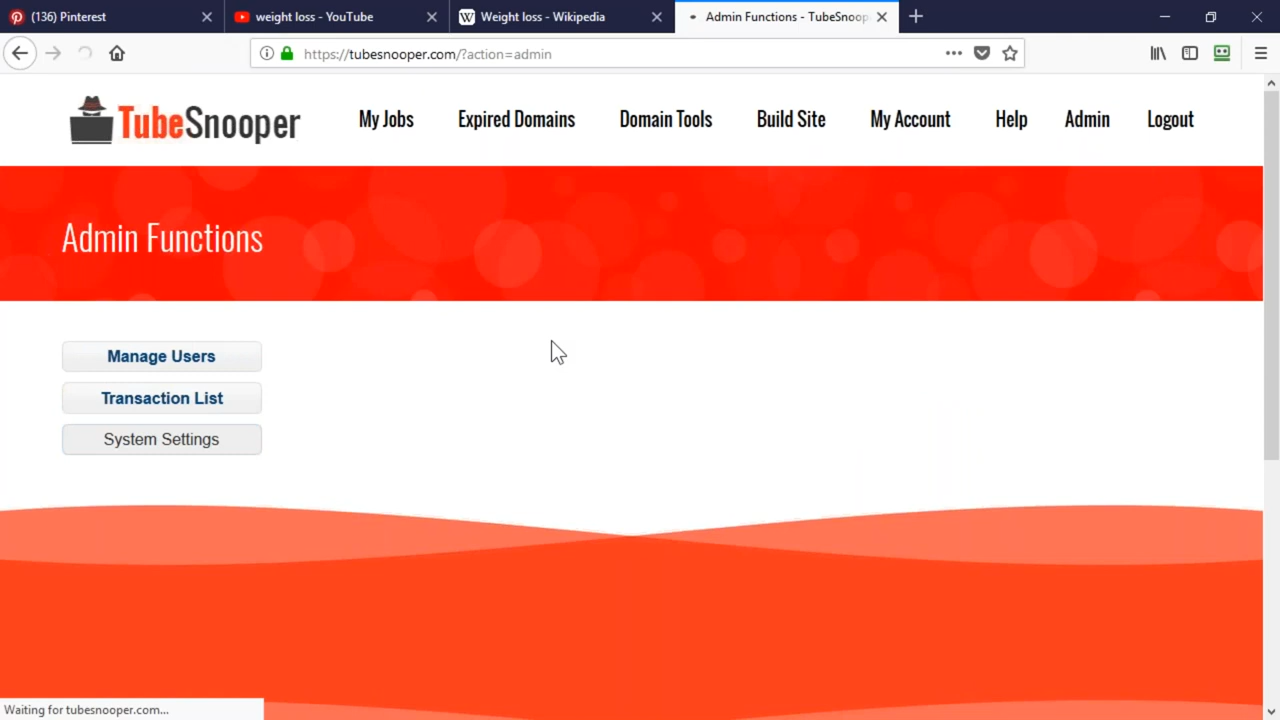 (136) Pinterest
weight loss - YouTube
W Weight loss - Wikipedia
Admin Functions - TubeSnoop
https://tubesnooper.com/?action=admin
TubeSnooper
My Jobs Expired Domains Domain Tools Build Site My Account Help Admin Logout
Admin Functions
Manage Users
Transaction List
System Settings
Waiting for tubesnooper.com...